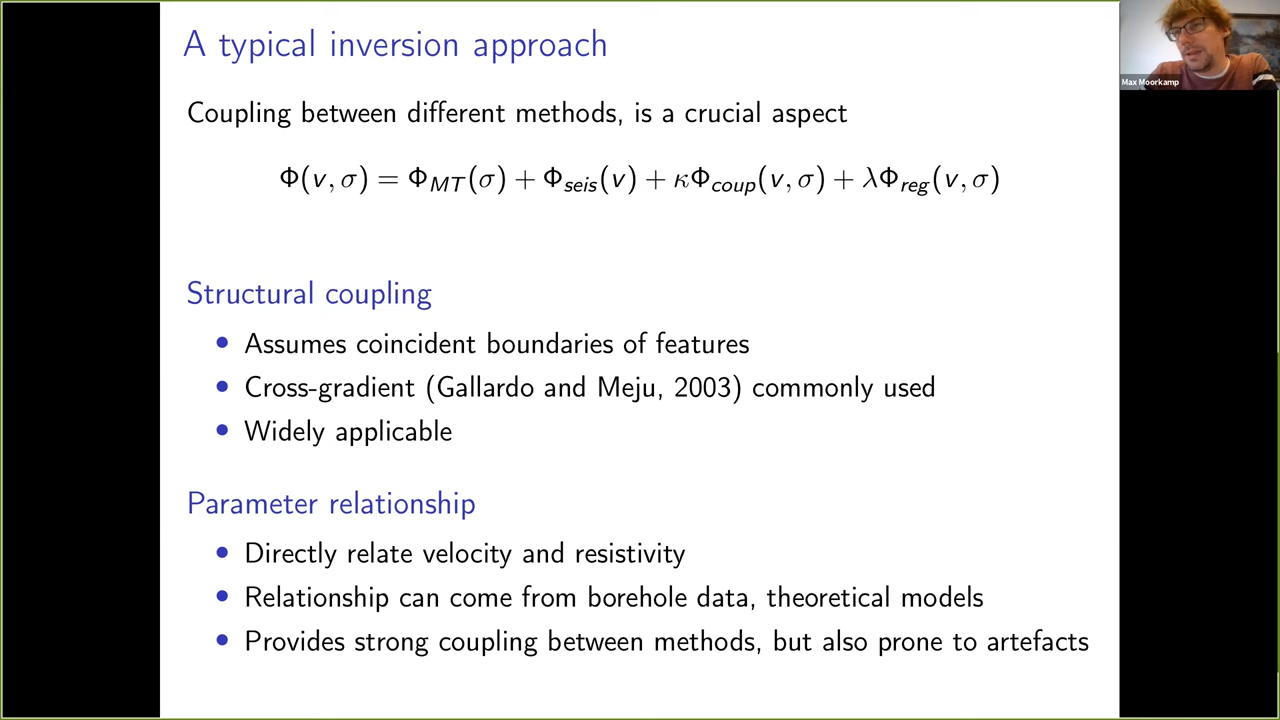 A typical inversion approach
Max Moorkamp
Coupling between different methods, is a crucial aspect
Φ(v, σ) = Φ_MT(σ) + Φ_seis(v) + κΦ_coup(v, σ) + λΦ_reg(v, σ)
Structural coupling
• Assumes coincident boundaries of features
• Cross-gradient (Gallardo and Meju, 2003) commonly used
• Widely applicable
Parameter relationship
• Directly relate velocity and resistivity
• Relationship can come from borehole data, theoretical models
• Provides strong coupling between methods, but also prone to artefacts